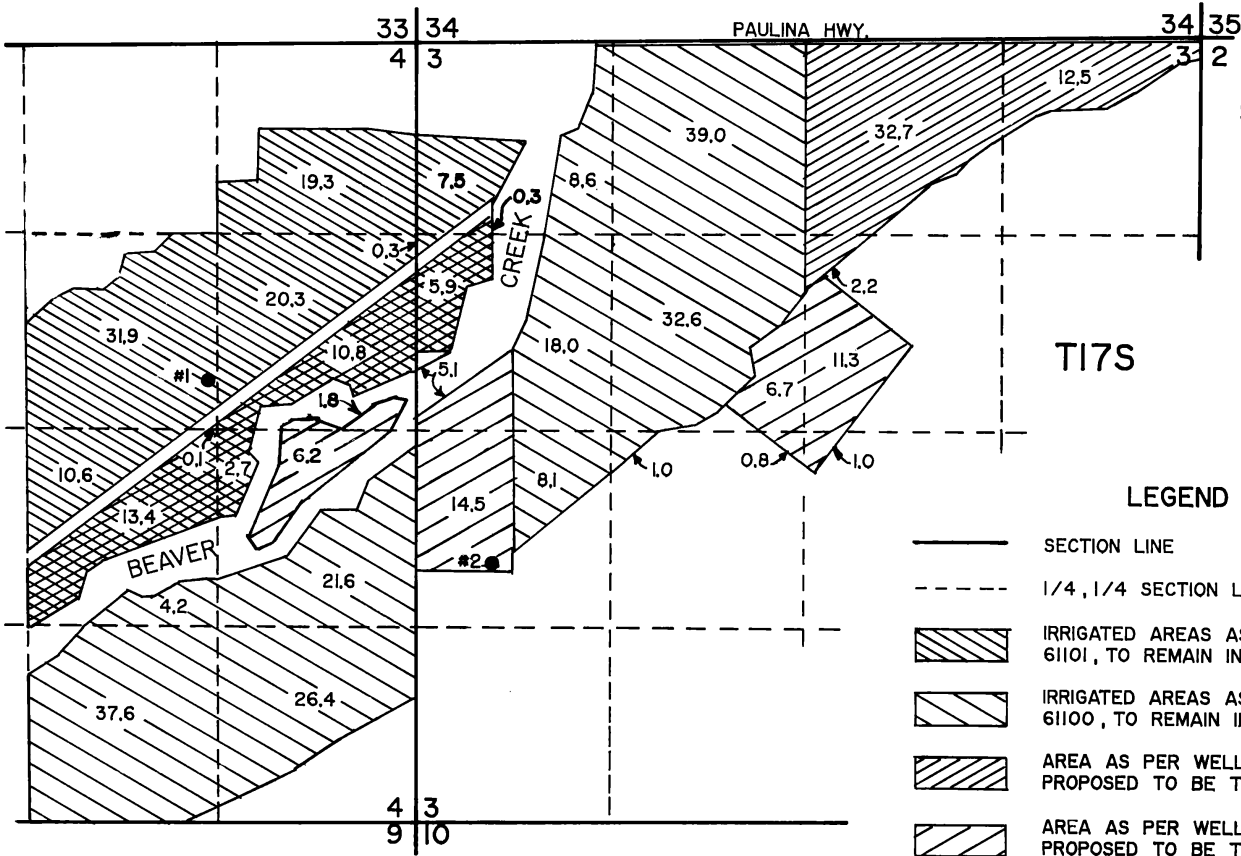 33 34
PAULINA HWY.
34 35
4 3
3 2
12.5
39.0
32.7
19.3
7.5
8.6
0.3
0.3
CREEK
5.9
2.2
20.3
32.6
31.9
10.8
18.0
11.3
T17S
#1
5.1
6.7
1.8
0.1
2.7
6.2
10.6
8.1
1.0
0.8
1.0
13.4
14.5
LEGEND
BEAVER
#2
SECTION LINE
21.6
1/4, 1/4 SECTION L
4.2
IRRIGATED AREAS AS
61101, TO REMAIN IN
37.6
26.4
IRRIGATED AREAS AS
61100, TO REMAIN I
AREA AS PER WELL
PROPOSED TO BE T
4 3
9 10
AREA AS PER WELL
PROPOSED TO BE T